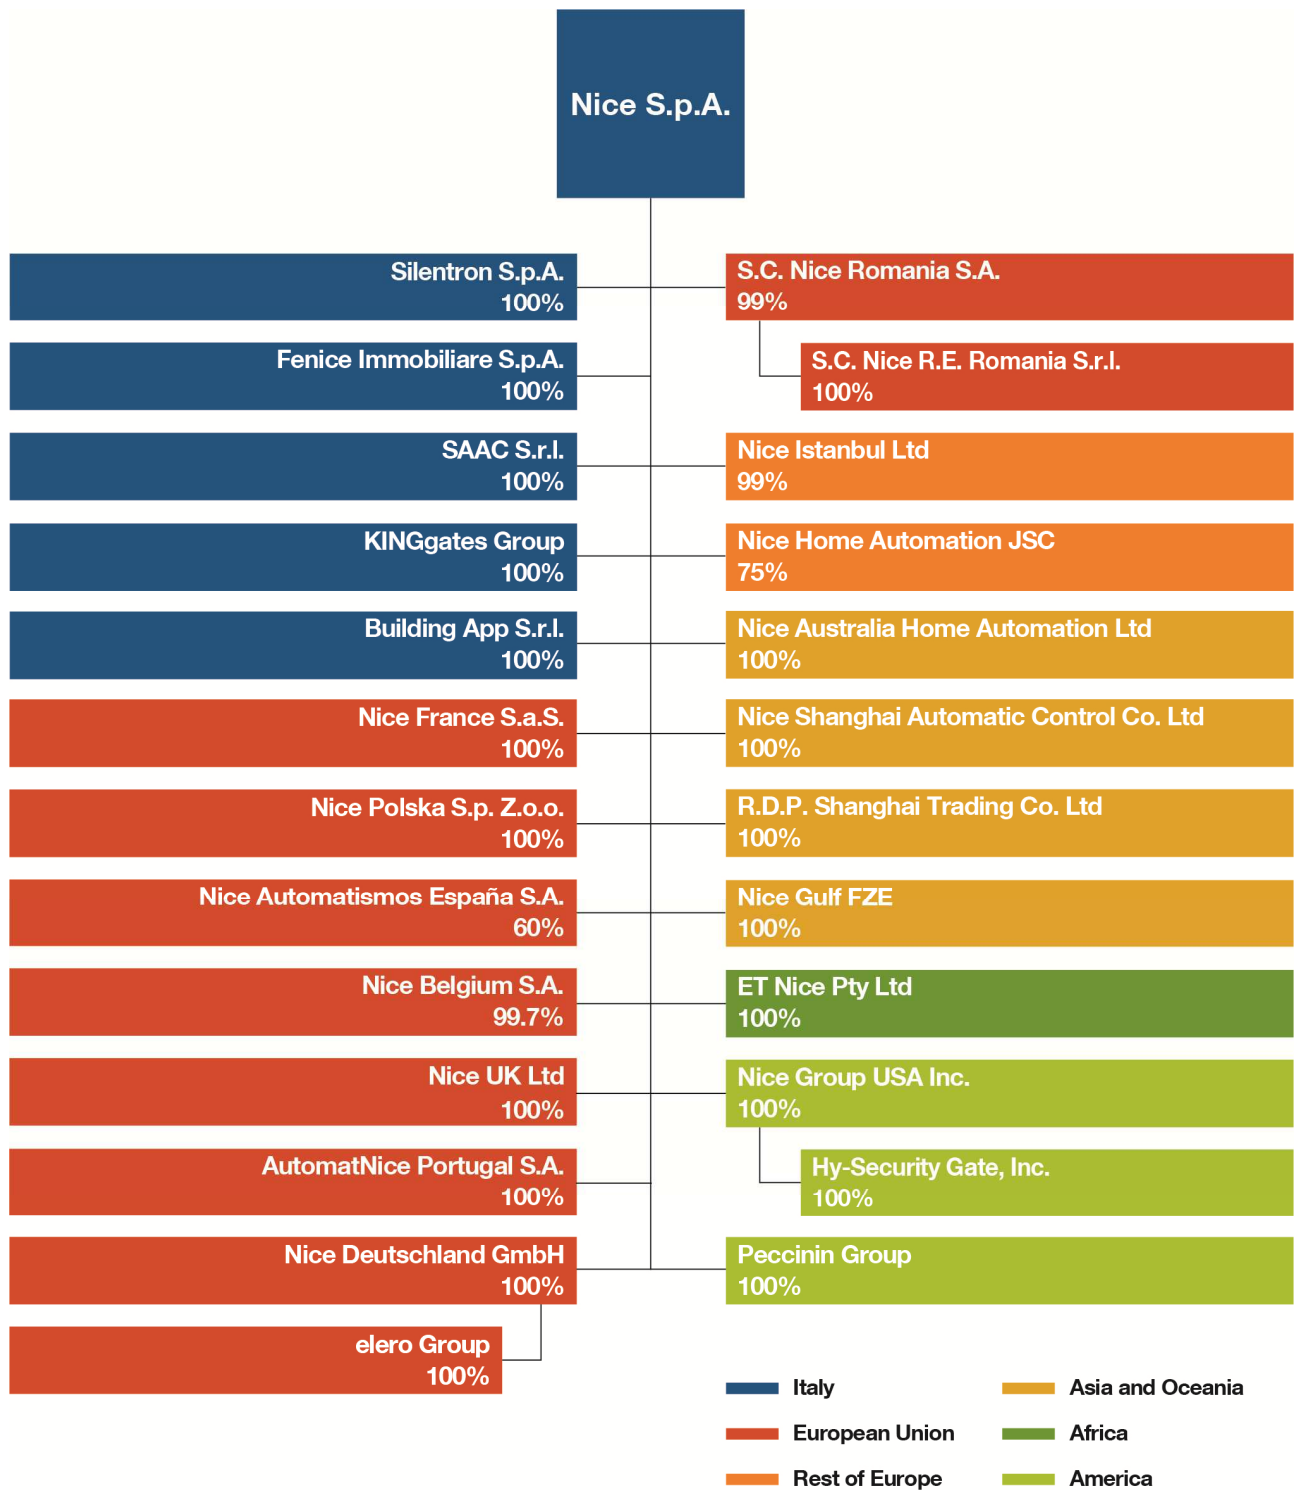 Nice S.p.A.
Silentron S.p.A.
100%
Fenice Immobiliare S.p.A.
100%
SAAC S.r.l.
100%
KINGgates Group
100%
Building App S.r.l.
100%
Nice France S.a.S.
100%
Nice Polska S.p. Z.o.o.
100%
Nice Automatismos España S.A.
60%
Nice Belgium S.A.
99.7%
Nice UK Ltd
100%
AutomatNice Portugal S.A.
100%
Nice Deutschland GmbH
100%
elero Group
100%
S.C. Nice Romania S.A.
99%
S.C. Nice R.E. Romania S.r.l.
100%
Nice Istanbul Ltd
99%
Nice Home Automation JSC
75%
Nice Australia Home Automation Ltd
100%
Nice Shanghai Automatic Control Co. Ltd
100%
R.D.P. Shanghai Trading Co. Ltd
100%
Nice Gulf FZE
100%
ET Nice Pty Ltd
100%
Nice Group USA Inc.
100%
Hy-Security Gate, Inc.
100%
Peccinin Group
100%
Italy
European Union
Rest of Europe
Asia and Oceania
Africa
America